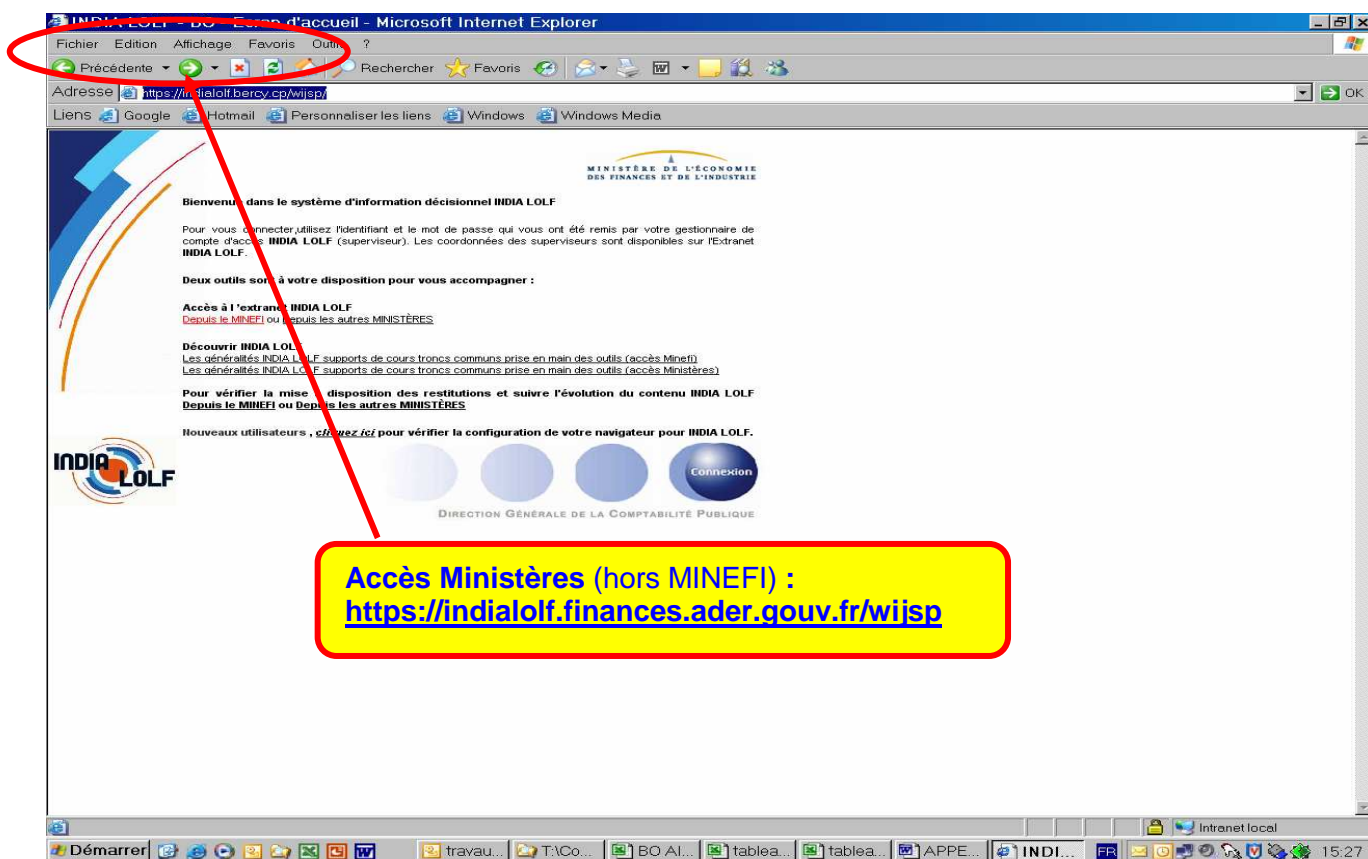 INDIA LOLF - BO - Ecran d'accueil - Microsoft Internet Explorer
Fichier Edition Affichage Favoris Outils ?
Précédente Rechercher Favoris
Adresse https://indialolf.bercy.cp/wijsp/ OK
Liens Google Hotmail Personnaliser les liens Windows Windows Media
MINISTÈRE DE L'ÉCONOMIE
DES FINANCES ET DE L'INDUSTRIE
Bienvenue dans le système d'information décisionnel INDIA LOLF
Pour vous connecter,utilisez l'identifiant et le mot de passe qui vous ont été remis par votre gestionnaire de
compte d'accès INDIA LOLF (superviseur). Les coordonnées des superviseurs sont disponibles sur l'Extranet
INDIA LOLF.
Deux outils sont à votre disposition pour vous accompagner :
Accès à l 'extranet INDIA LOLF
Depuis le MINEFI ou Depuis les autres MINISTÈRES
Découvrir INDIA LOLF
Les généralités INDIA LOLF supports de cours troncs communs prise en main des outils (accès Minefi)
Les généralités INDIA LOLF supports de cours troncs communs prise en main des outils (accès Ministères)
Pour vérifier la mise à disposition des restitutions et suivre l'évolution du contenu INDIA LOLF
Depuis le MINEFI ou Depuis les autres MINISTÈRES
Nouveaux utilisateurs , cliquez ici pour vérifier la configuration de votre navigateur pour INDIA LOLF.
INDIA LOLF
Connexion
DIRECTION GÉNÉRALE DE LA COMPTABILITÉ PUBLIQUE
Accès Ministères (hors MINEFI) :
https://indialolf.finances.ader.gouv.fr/wijsp
Intranet local
Démarrer travau... T:\Co... BO AI... tablea... tablea... APPE... INDI... FR 15:27